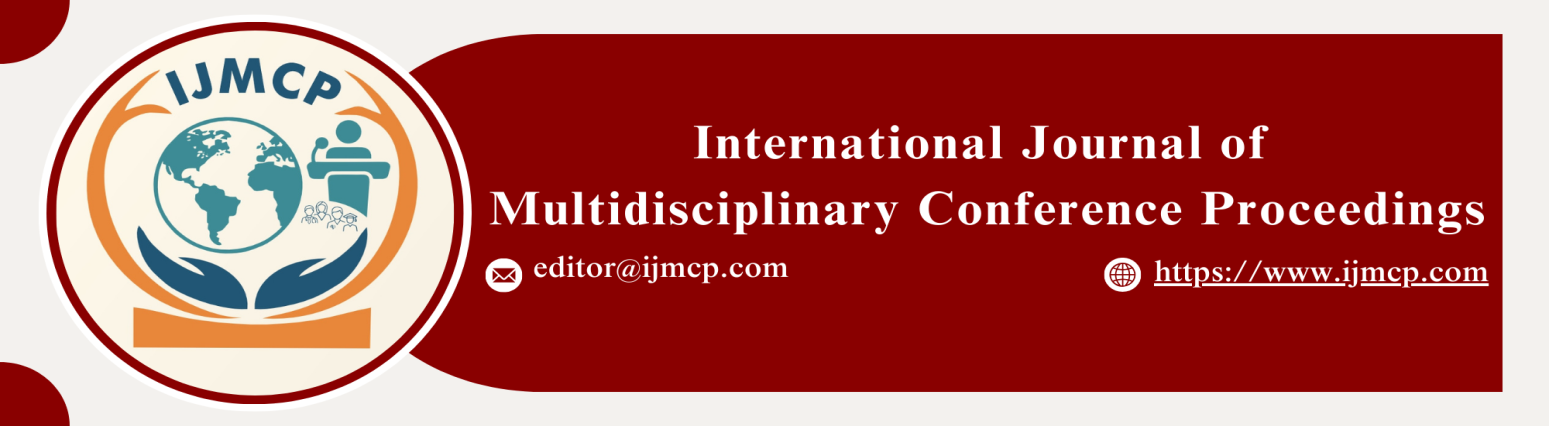 IJMCP
International Journal of
Multidisciplinary Conference Proceedings
editor@ijmcp.com
https://www.ijmcp.com